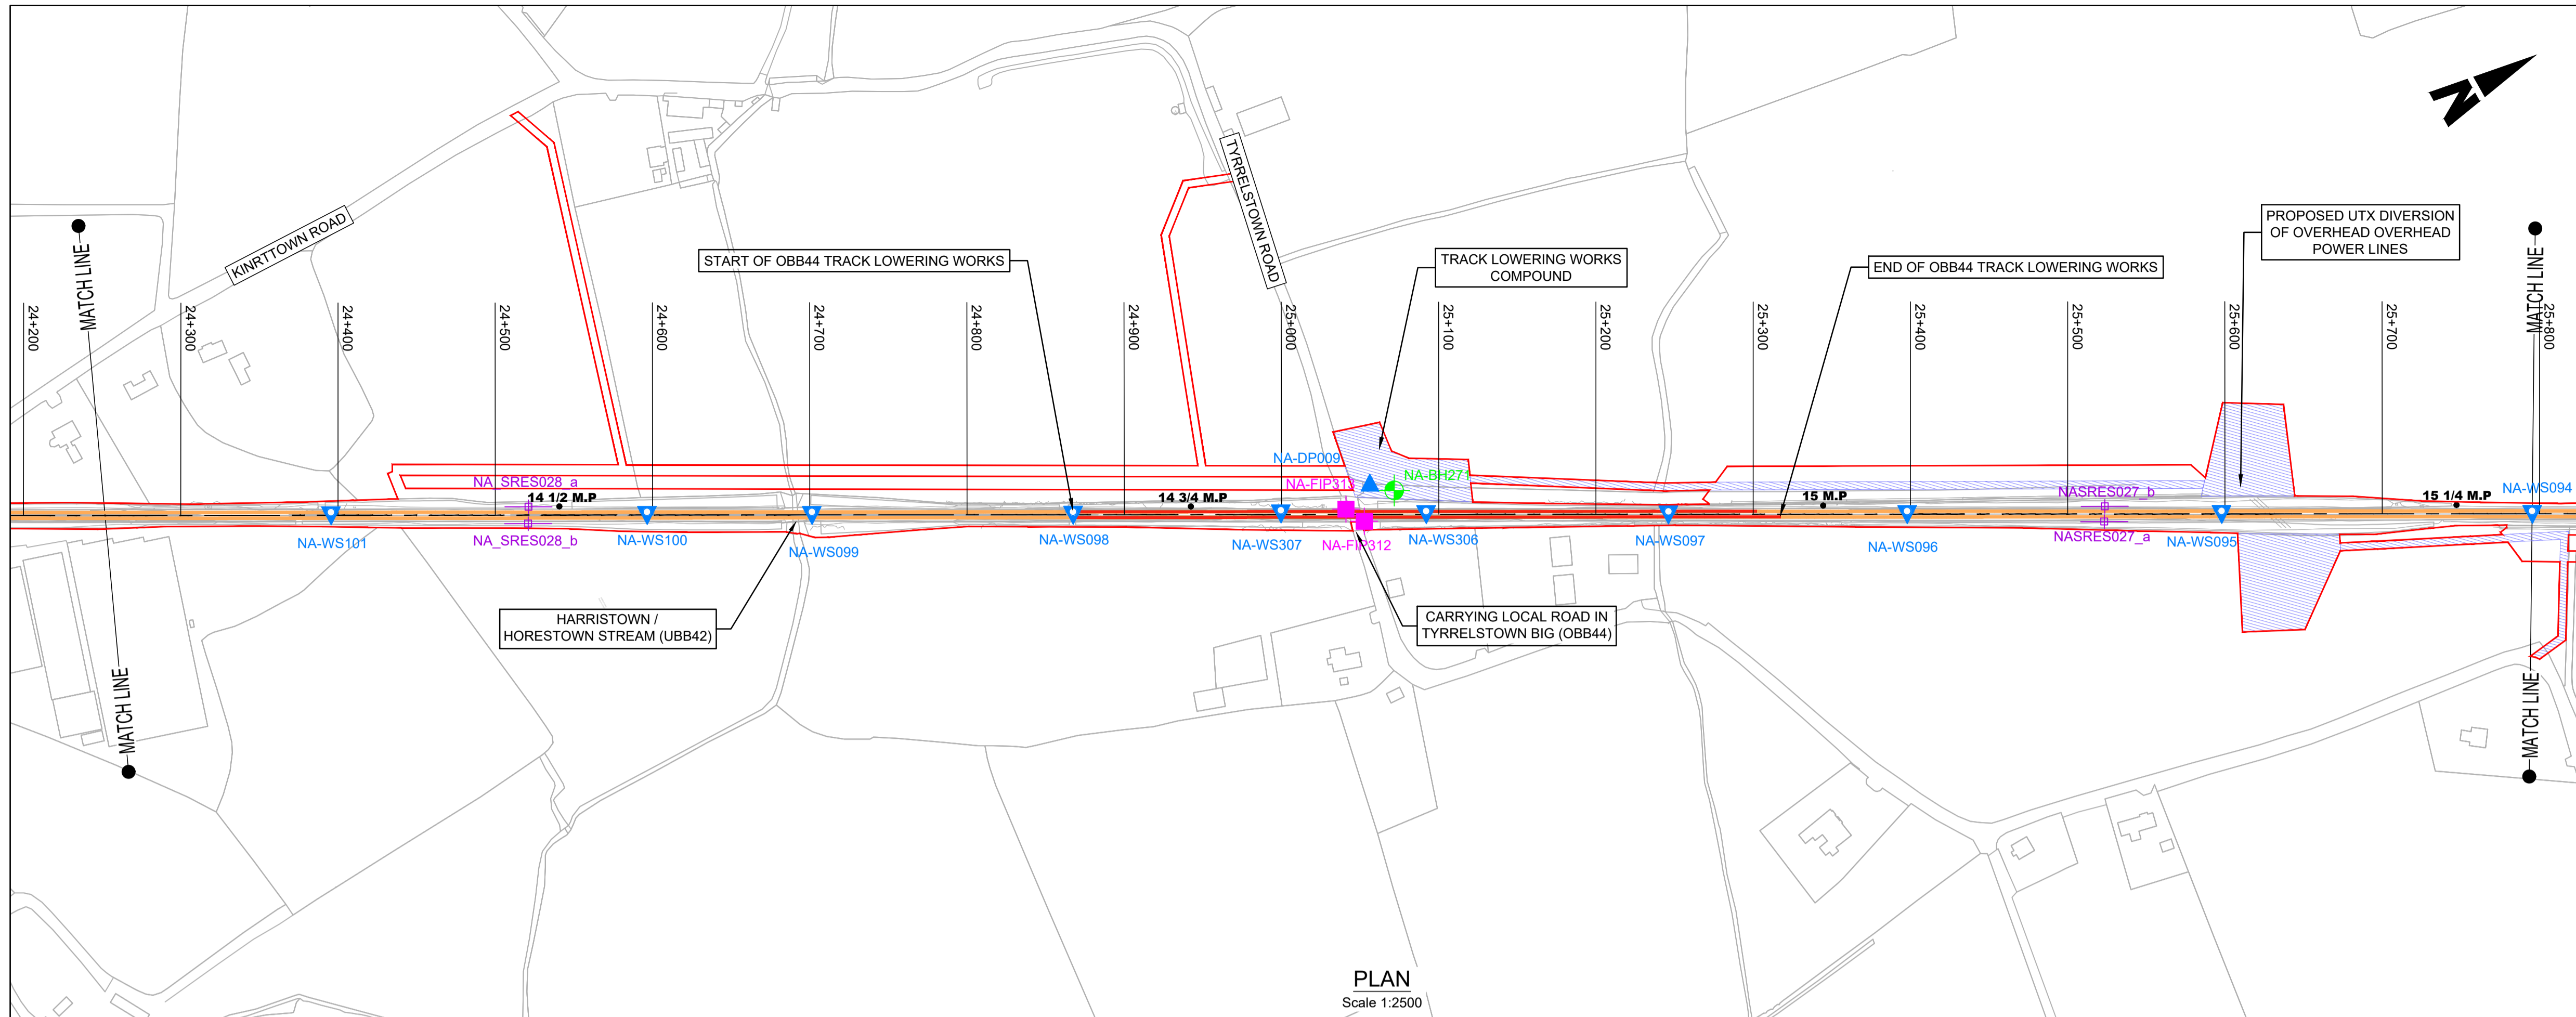 PROPOSED UTX DIVERSION
OF OVERHEAD OVERHEAD
POWER LINES
N
KINRTTOWN ROAD
TYRRELSTOWN ROAD
MATCH LINE
MATCH LINE
START OF OBB44 TRACK LOWERING WORKS
TRACK LOWERING WORKS
COMPOUND
END OF OBB44 TRACK LOWERING WORKS
24+200
24+300
24+400
24+500
24+600
24+700
24+800
24+900
25+000
25+100
25+200
25+300
25+400
25+500
25+600
25+700
25+800
NA-DP009
NA-BH271
NA_SRES028_a
NA-FIP313
NASRES027_b
NA-WS094
14 1/2 M.P
14 3/4 M.P
15 M.P
15 1/4 M.P
NA-WS101
NA_SRES028_b
NA-WS100
NA-WS099
NA-WS098
NA-WS307
NA-FIP312
NA-WS306
NA-WS097
NA-WS096
NASRES027_a
NA-WS095
HARRISTOWN /
HORESTOWN STREAM (UBB42)
CARRYING LOCAL ROAD IN
TYRRELSTOWN BIG (OBB44)
MATCH LINE
MATCH LINE
PLAN
Scale 1:2500